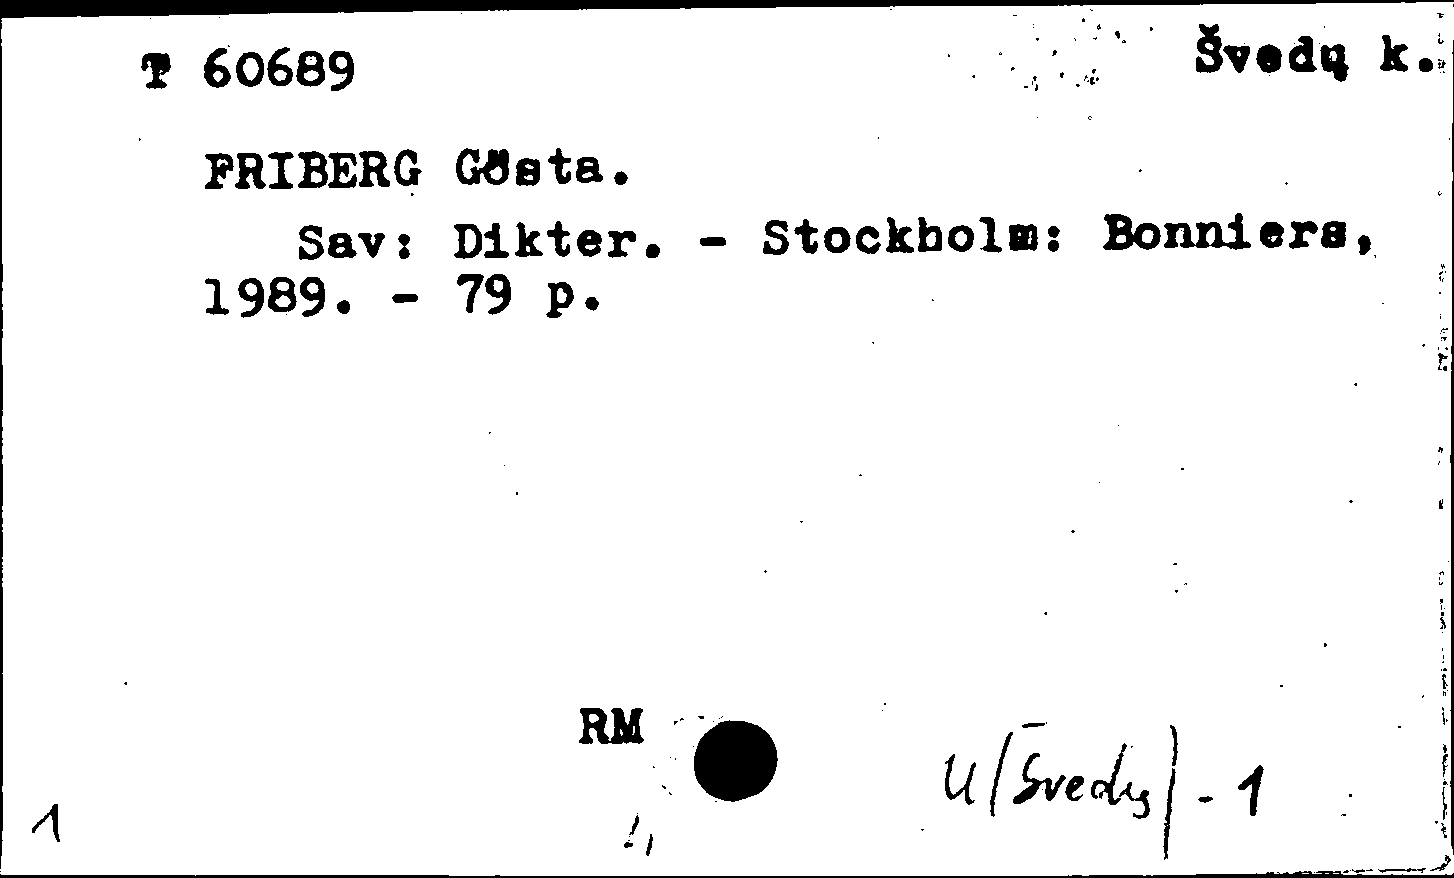 T 60689 Švedų k.
FRIBERG Gösta.
Sav: Dikter. - Stockholm: Bonniers,
1989. - 79 p.
RM
U/Švedų/-1
1